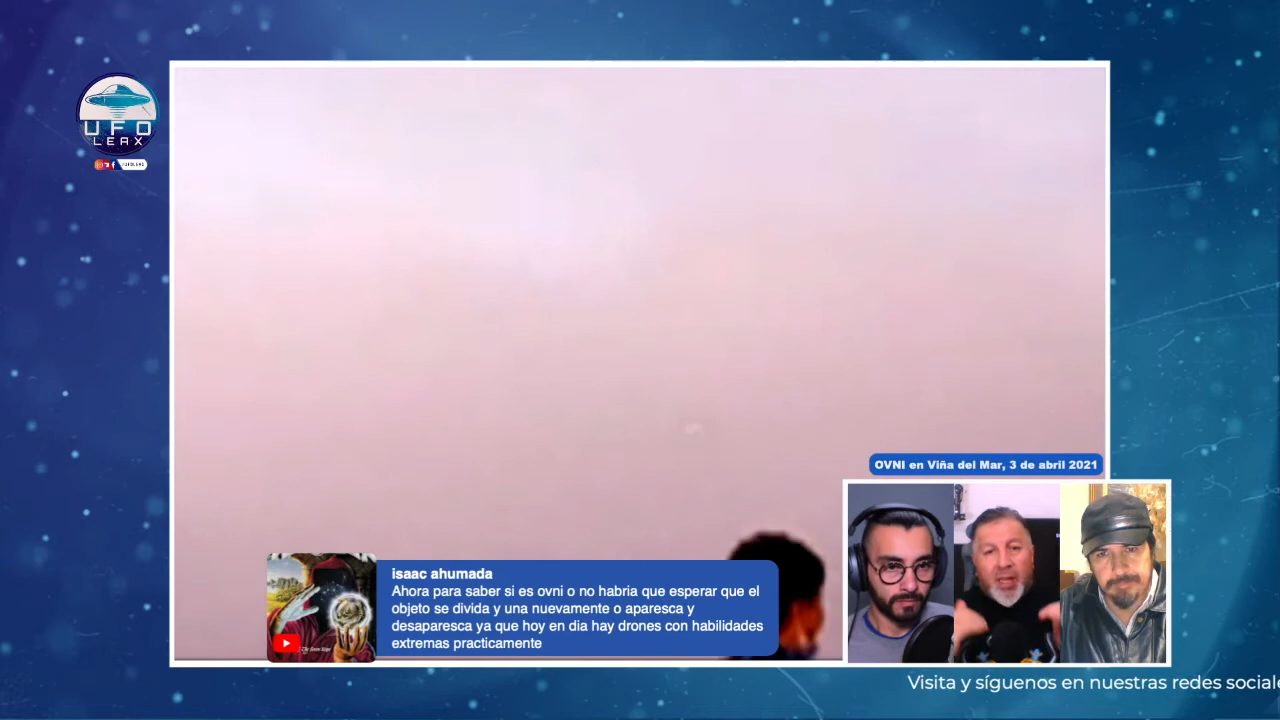 UFO
LEAX
OVNI en Viña del Mar, 3 de abril 2021
isaac ahumada
Ahora para saber si es ovni o no habria que esperar que el
objeto se divida y una nuevamente o aparesca y
desaparesca ya que hoy en dia hay drones con habilidades
extremas practicamente
Visita y síguenos en nuestras redes sociale